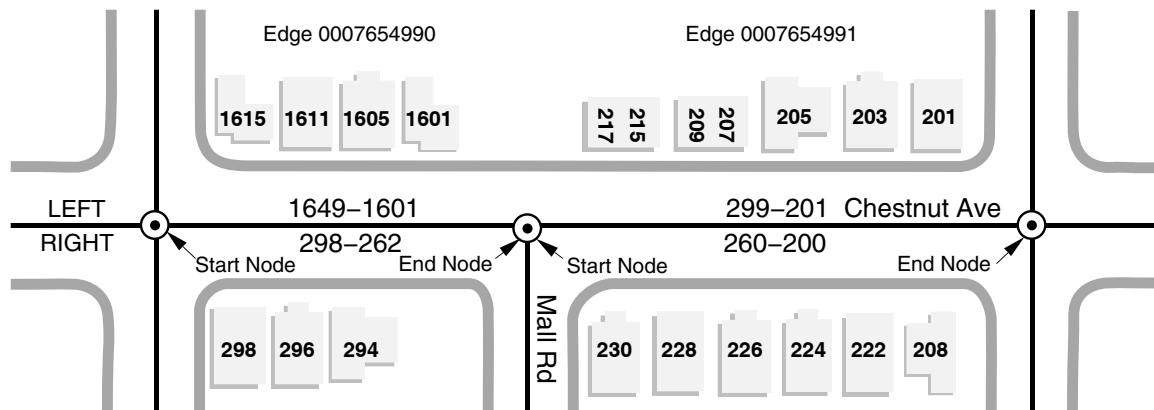 Edge 0007654990 Edge 0007654991
1615 1611 1605 1601 217 215 209 207 205 203 201
LEFT 1649–1601 299–201 Chestnut Ave
RIGHT 298–262 260–200
Start Node End Node Start Node End Node
Mall Rd
298 296 294 230 228 226 224 222 208